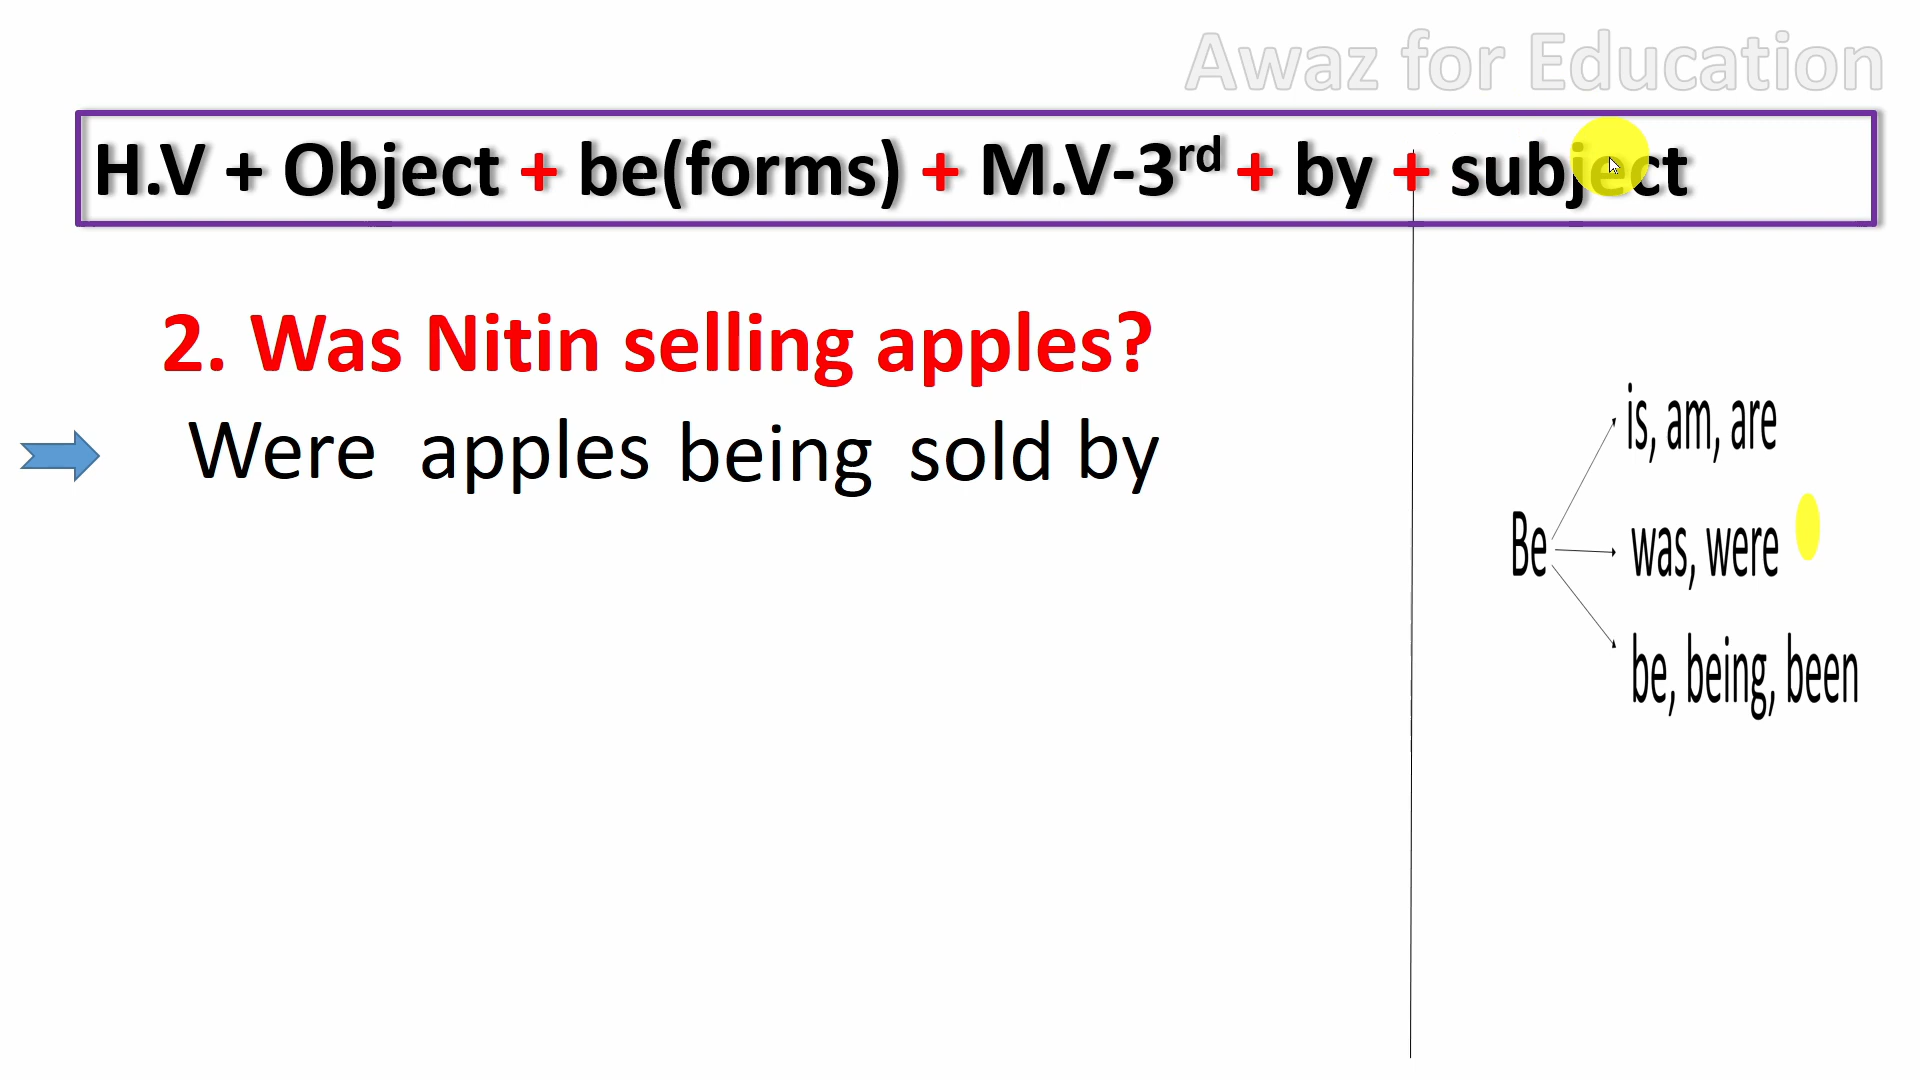 Awaz for Education
H.V + Object + be(forms) + M.V-3rd + by + subject
2. Was Nitin selling apples?
Were apples being sold by
is, am, are
Be
was, were
be, being, been